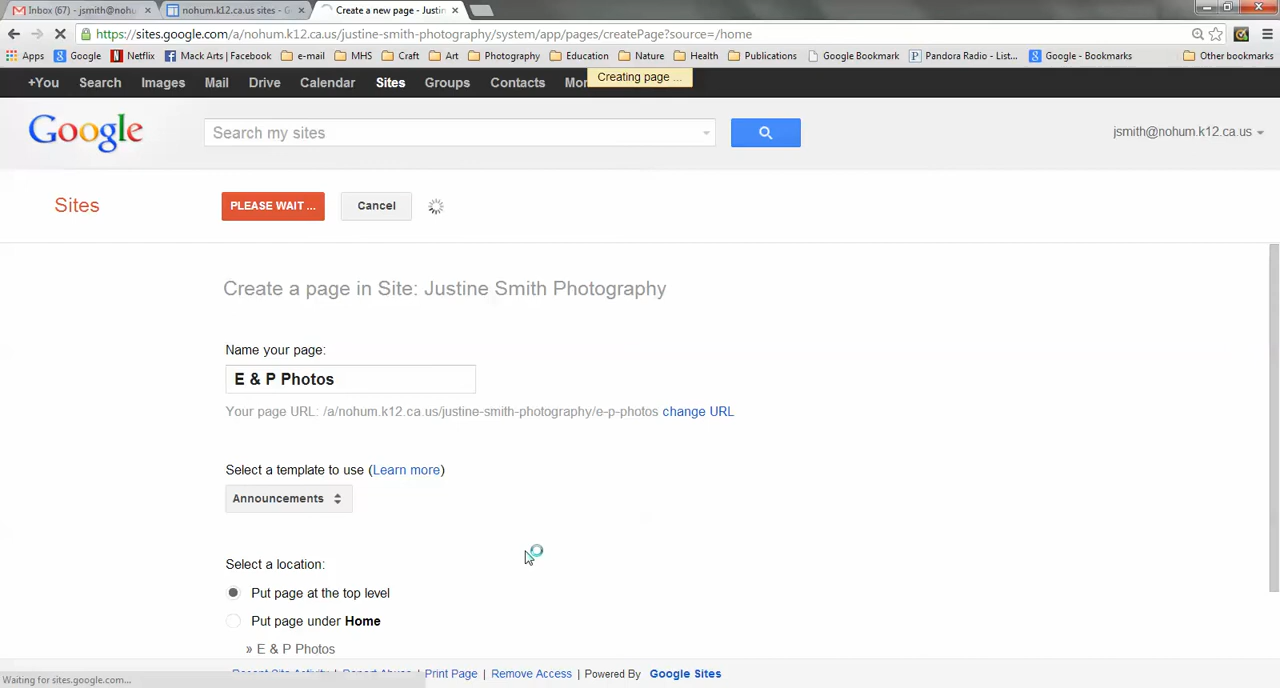 Inbox (67) - jsmith@nohu
nohum.k12.ca.us sites - G
Create a new page - Justin
https://sites.google.com/a/nohum.k12.ca.us/justine-smith-photography/system/app/pages/createPage?source=/home
Apps Google Netflix Mack Arts | Facebook e-mail MHS Craft Art Photography Education Nature Health Publications Google Bookmark Pandora Radio - List... Google - Bookmarks Other bookmarks
+You Search Images Mail Drive Calendar Sites Groups Contacts Mo
Creating page ...
Google
Search my sites
jsmith@nohum.k12.ca.us
Sites
PLEASE WAIT ...
Cancel
Create a page in Site: Justine Smith Photography
Name your page:
E & P Photos
Your page URL: /a/nohum.k12.ca.us/justine-smith-photography/e-p-photos change URL
Select a template to use (Learn more)
Announcements
Select a location:
Put page at the top level
Put page under Home
» E & P Photos
Recent Site Activity | Report Abuse | Print Page | Remove Access | Powered By Google Sites
Waiting for sites.google.com...